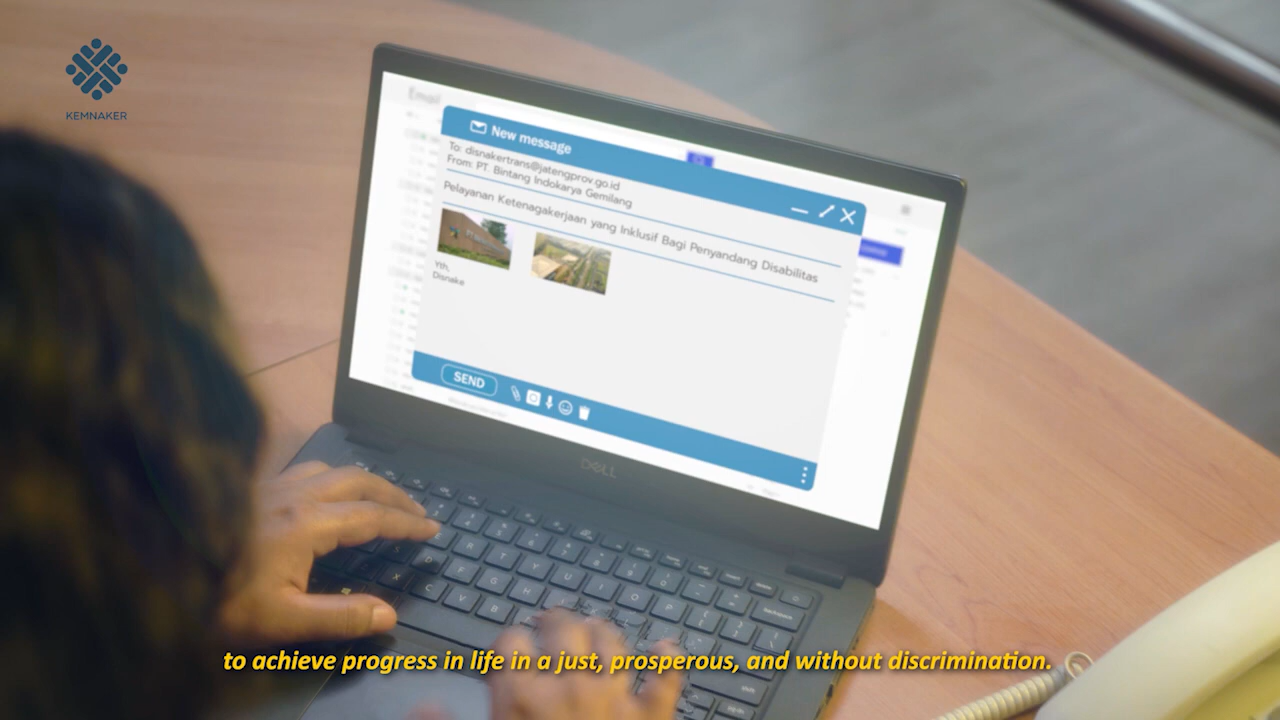 KEMNAKER
New message
To: disnakertrans@jatengprov.go.id
From: PT. Bintang Indokarya Gemilang
Pelayanan Ketenagakerjaan yang Inklusif Bagi Penyandang Disabilitas
Yth,
Disnake
SEND
DELL
to achieve progress in life in a just, prosperous, and without discrimination.